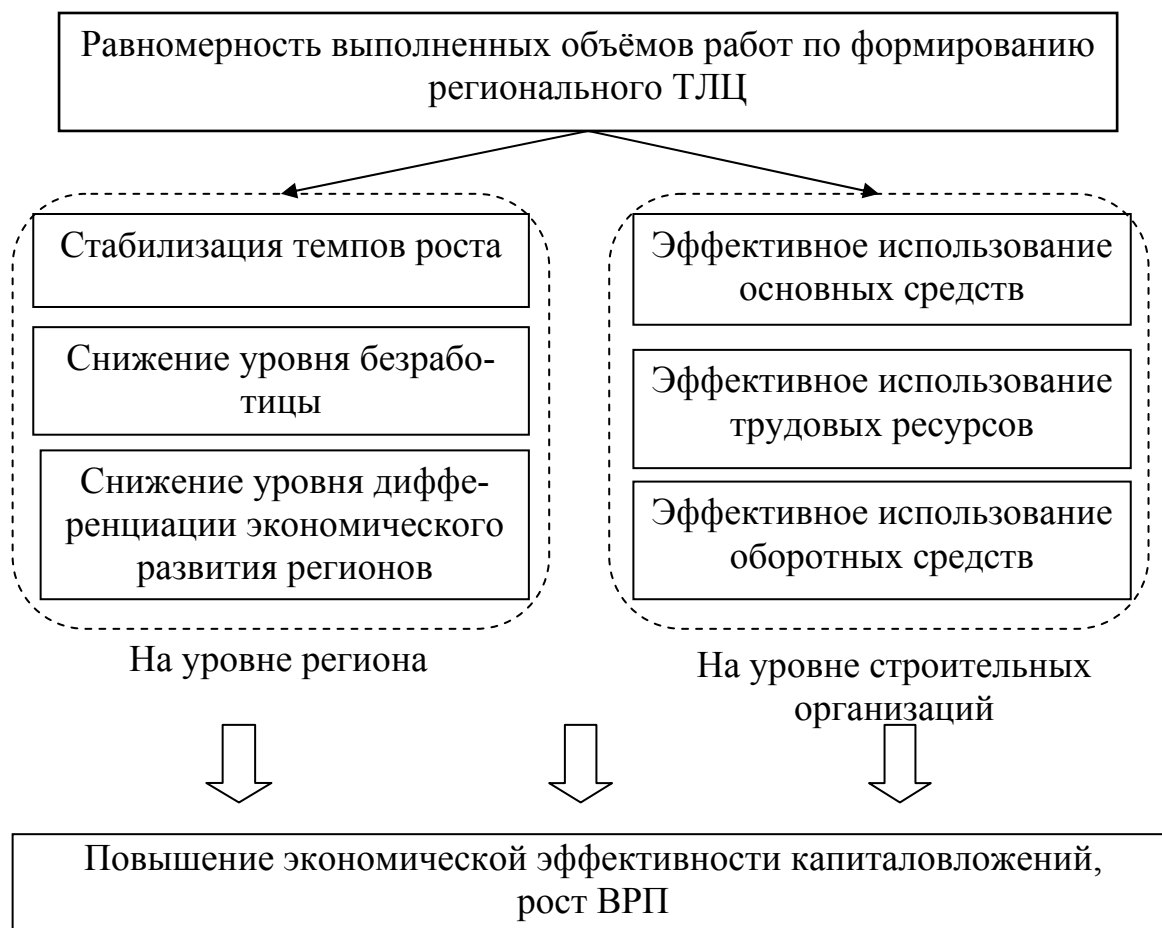 Равномерность выполненных объёмов работ по формированию
регионального ТЛЦ
Стабилизация темпов роста
Снижение уровня безрабо-
тицы
Снижение уровня диффе-
ренциации экономического
развития регионов
На уровне региона
Эффективное использование
основных средств
Эффективное использование
трудовых ресурсов
Эффективное использование
оборотных средств
На уровне строительных
организаций
Повышение экономической эффективности капиталовложений,
рост ВРП